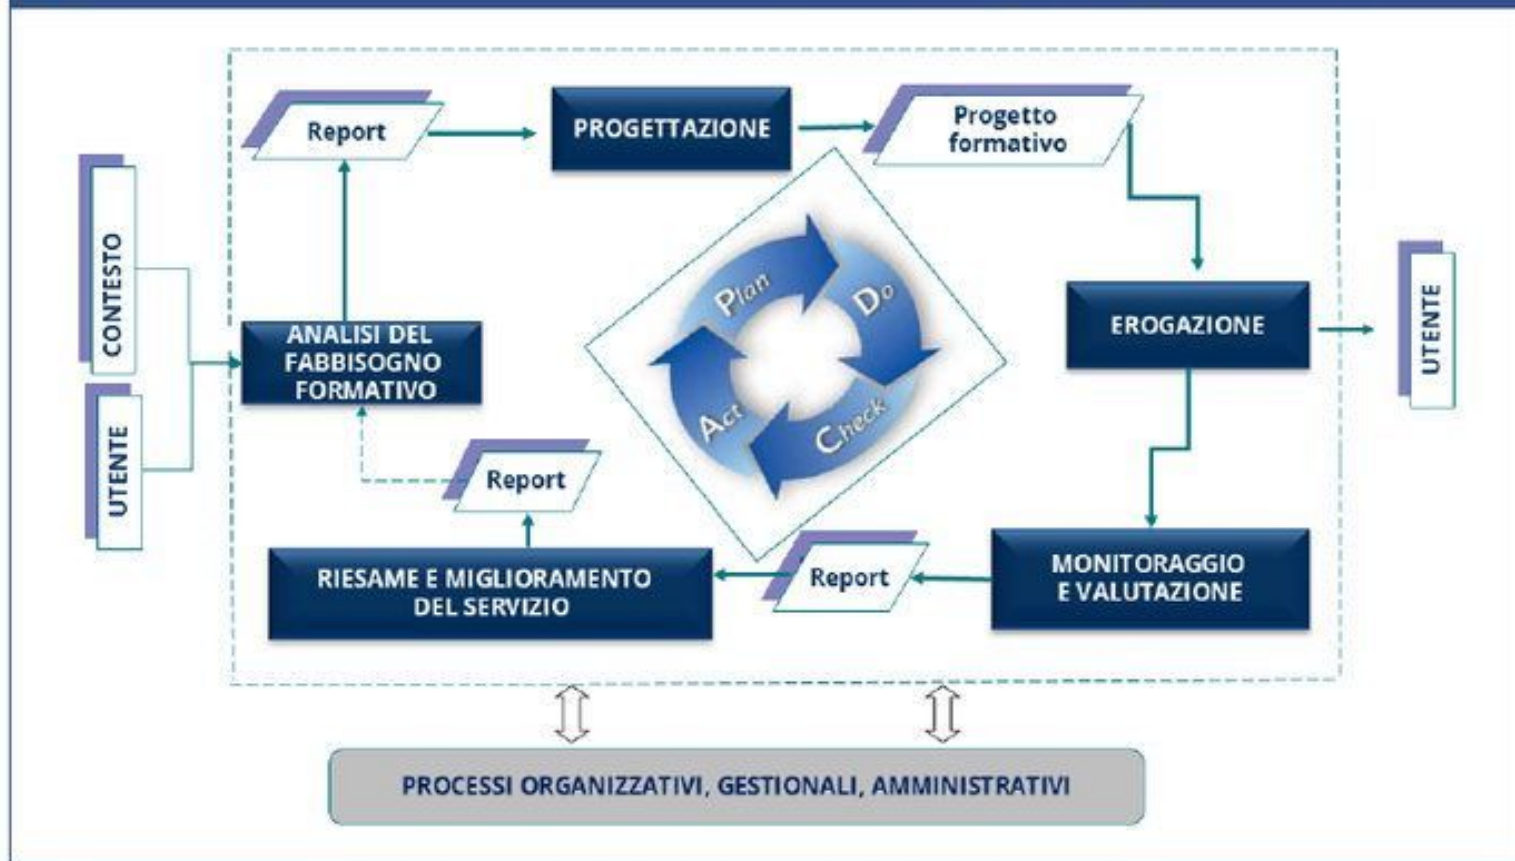 Report
PROGETTAZIONE
Progetto
formativo
CONTESTO
UTENTE
ANALISI DEL
FABBISOGNO
FORMATIVO
Plan
Do
Check
Act
EROGAZIONE
UTENTE
Report
RIESAME E MIGLIORAMENTO
DEL SERVIZIO
Report
MONITORAGGIO
E VALUTAZIONE
PROCESSI ORGANIZZATIVI, GESTIONALI, AMMINISTRATIVI